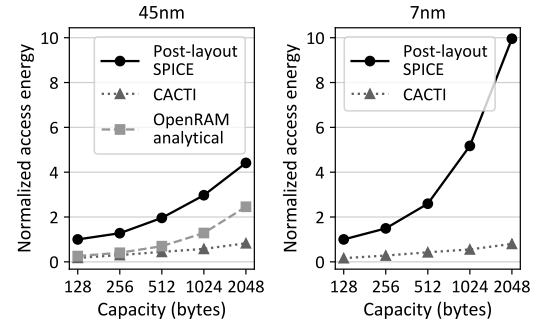 45nm
Normalized access energy
10
8
6
4
2
0
Post-layout
SPICE
CACTI
OpenRAM
analytical
128 256 512 1024 2048
Capacity (bytes)
7nm
Normalized access energy
10
8
6
4
2
0
Post-layout
SPICE
CACTI
128 256 512 1024 2048
Capacity (bytes)